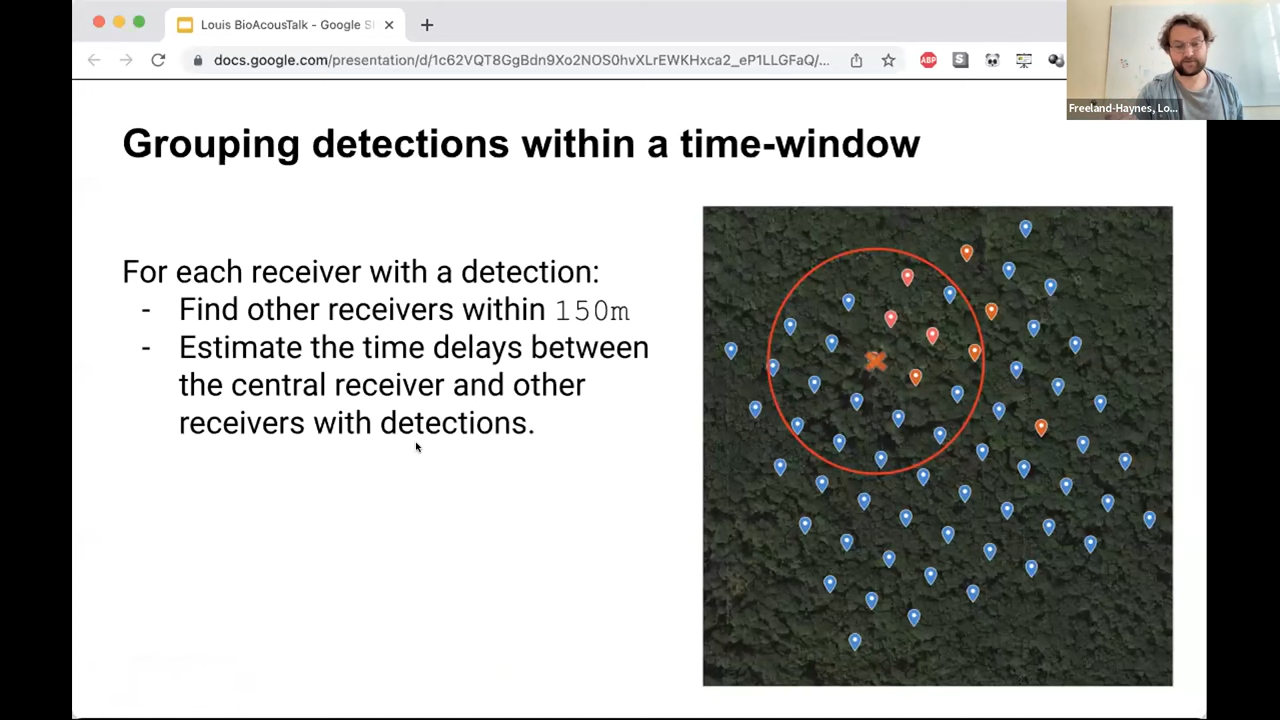 Louis BioAcousTalk - Google Sl
docs.google.com/presentation/d/1c62VQT8GgBdn9Xo2NOS0hvXLrEWKHxca2_eP1LLGFaQ/...
ABP
S
Freeland-Haynes, Lo...
Grouping detections within a time-window
For each receiver with a detection:
- Find other receivers within 150m
- Estimate the time delays between
the central receiver and other
receivers with detections.